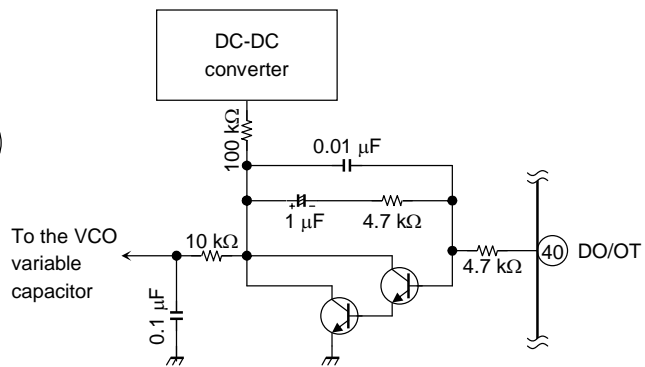 DC-DC
converter
100 kΩ
0.01 μF
+ −
1 μF
4.7 kΩ
To the VCO
variable
capacitor
10 kΩ
4.7 kΩ
40
DO/OT
0.1 μF